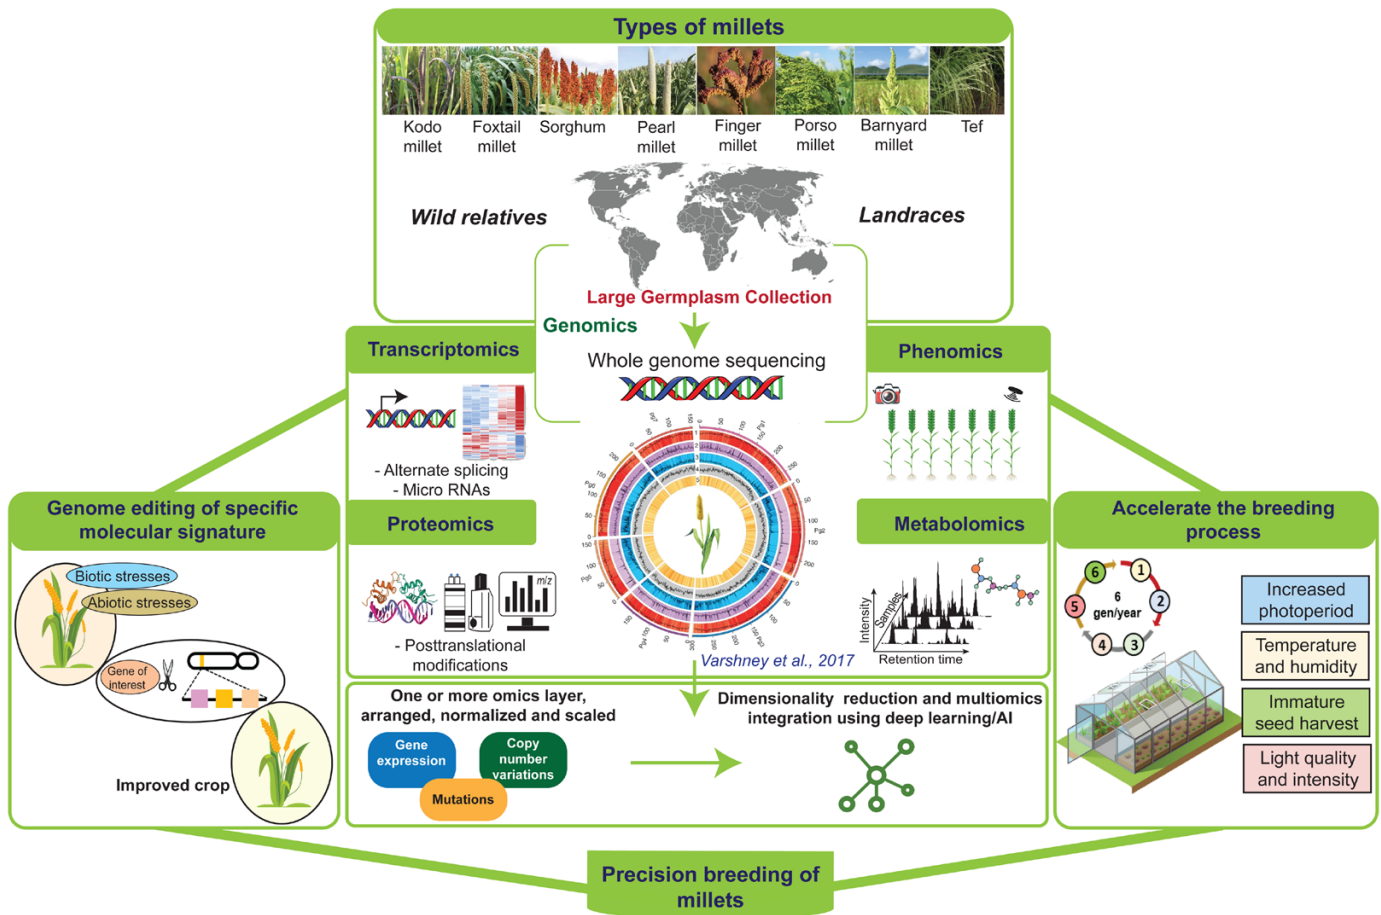 Types of millets
Kodo
millet
Foxtail
millet
Sorghum
Pearl
millet
Finger
millet
Porso
millet
Barnyard
millet
Tef
Wild relatives
Landraces
Large Germplasm Collection
Genomics
Whole genome sequencing
Transcriptomics
- Alternate splicing
- Micro RNAs
Proteomics
m/z
- Posttranslational
modifications
Phenomics
Metabolomics
Intensity
Samples
Retention time
Varshney et al., 2017
Genome editing of specific
molecular signature
Biotic stresses
Abiotic stresses
Gene of
interest
Improved crop
One or more omics layer,
arranged, normalized and scaled
Gene
expression
Copy
number
variations
Mutations
Dimensionality reduction and multiomics
integration using deep learning/AI
Accelerate the breeding
process
6
1
5
6
gen/year
2
4
3
Increased
photoperiod
Temperature
and humidity
Immature
seed harvest
Light quality
and intensity
Precision breeding of
millets